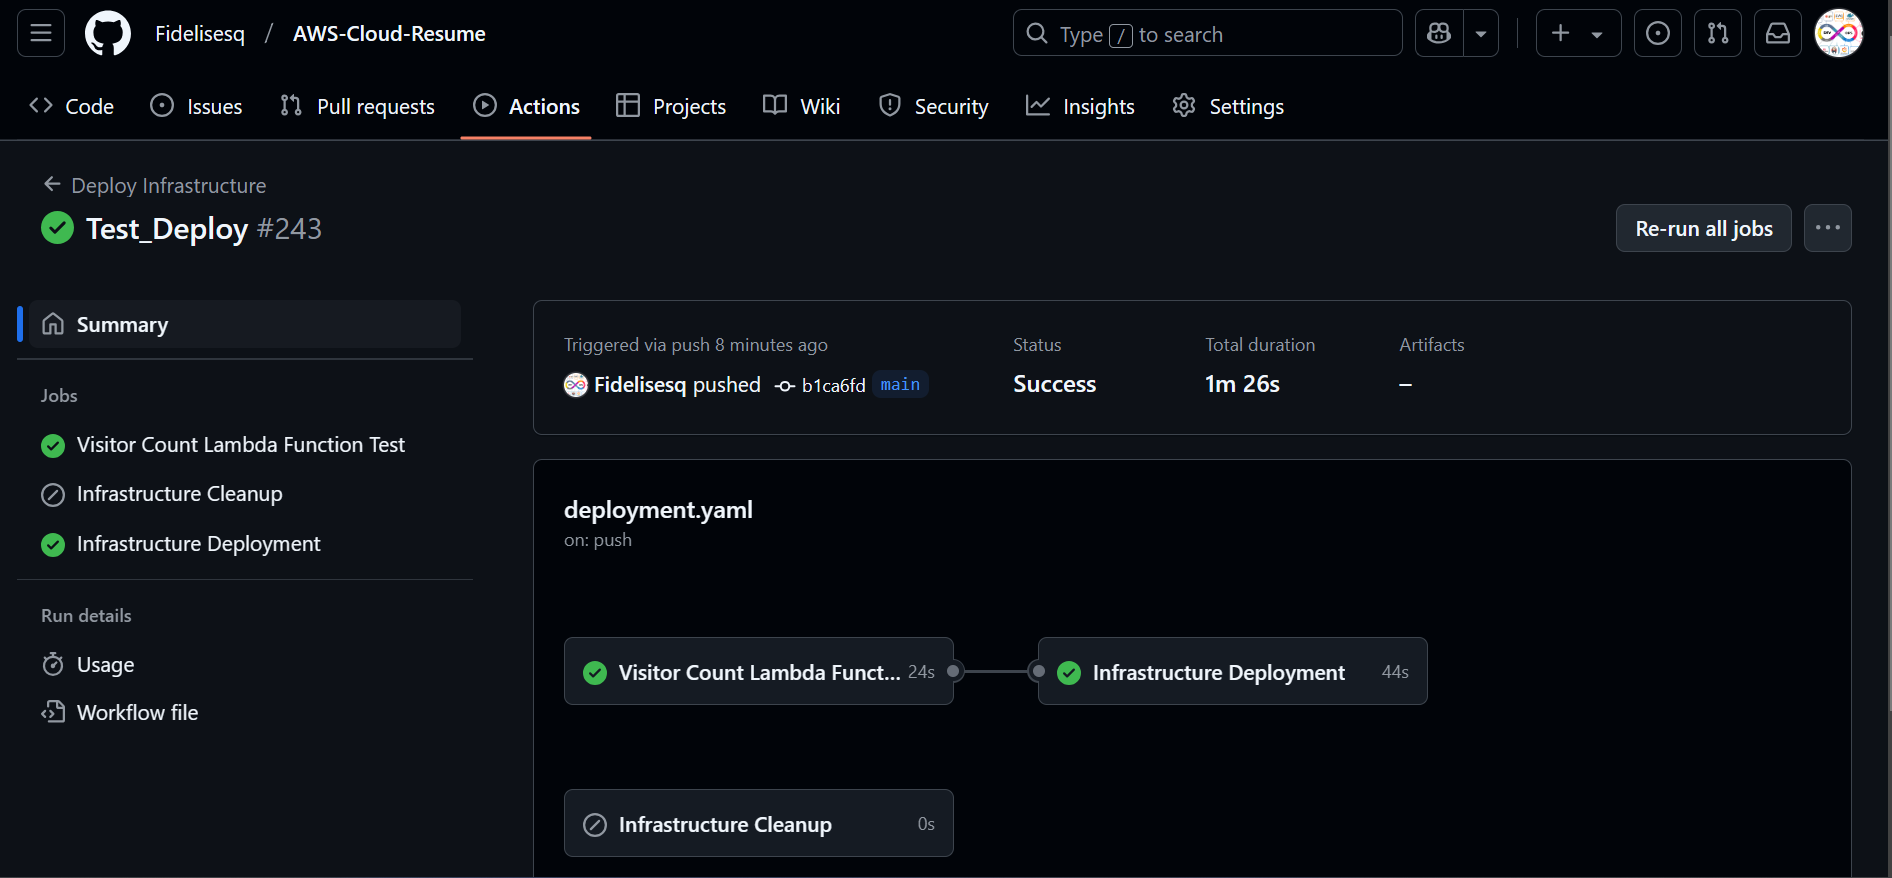 Fidelisesq / AWS-Cloud-Resume
Type / to search
Code Issues Pull requests Actions Projects Wiki Security Insights Settings
Deploy Infrastructure
Test_Deploy #243
Re-run all jobs
Summary
Jobs
Visitor Count Lambda Function Test
Infrastructure Cleanup
Infrastructure Deployment
Run details
Usage
Workflow file
Triggered via push 8 minutes ago
Fidelisesq pushed b1ca6fd main
Status
Success
Total duration
1m 26s
Artifacts
–
deployment.yaml
on: push
Visitor Count Lambda Funct... 24s
Infrastructure Deployment 44s
Infrastructure Cleanup 0s